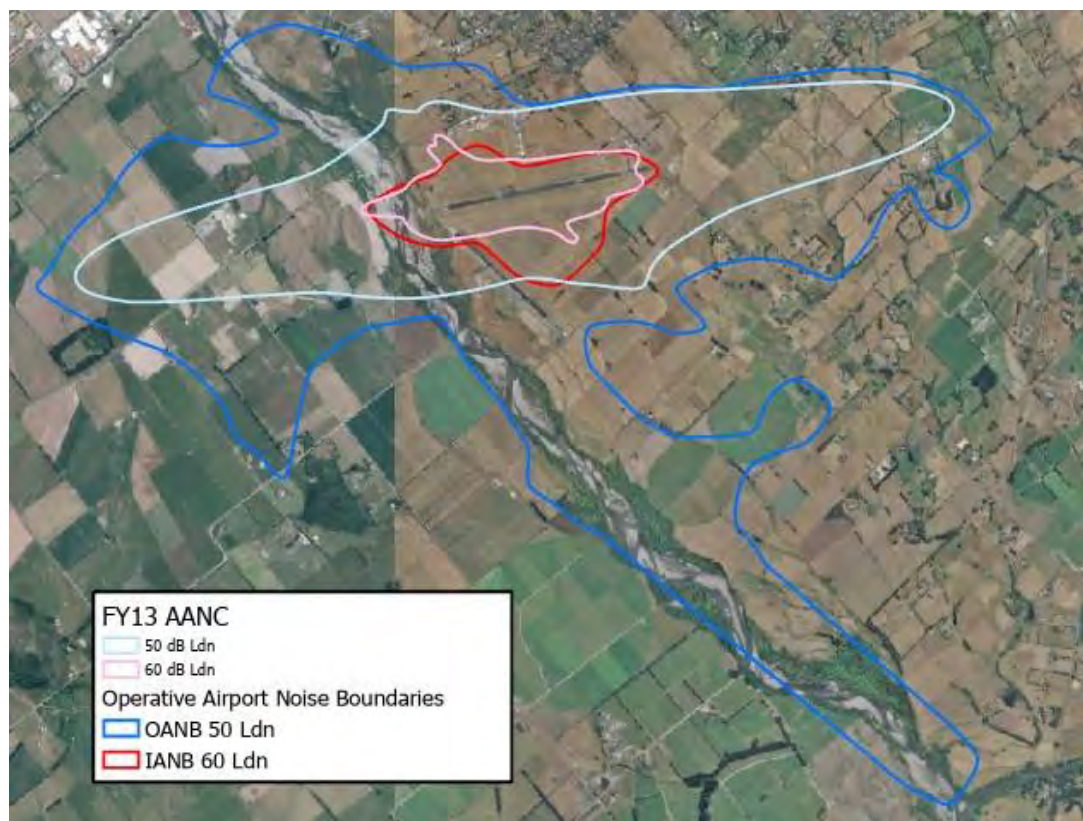 FY13 AANC
50 dB Ldn
60 dB Ldn
Operative Airport Noise Boundaries
OANB 50 Ldn
IANB 60 Ldn